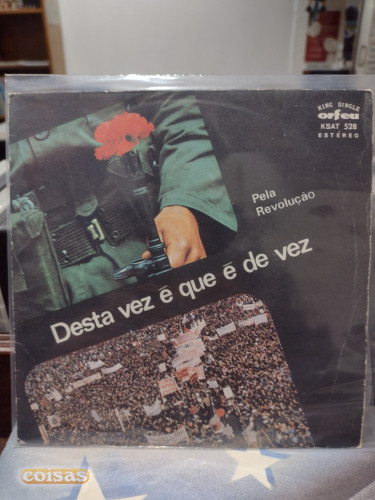 KING SINGLE
orfeu
KSAT 528
ESTÉREO
Pela
Revolução
Desta vez é que é de vez
coisas